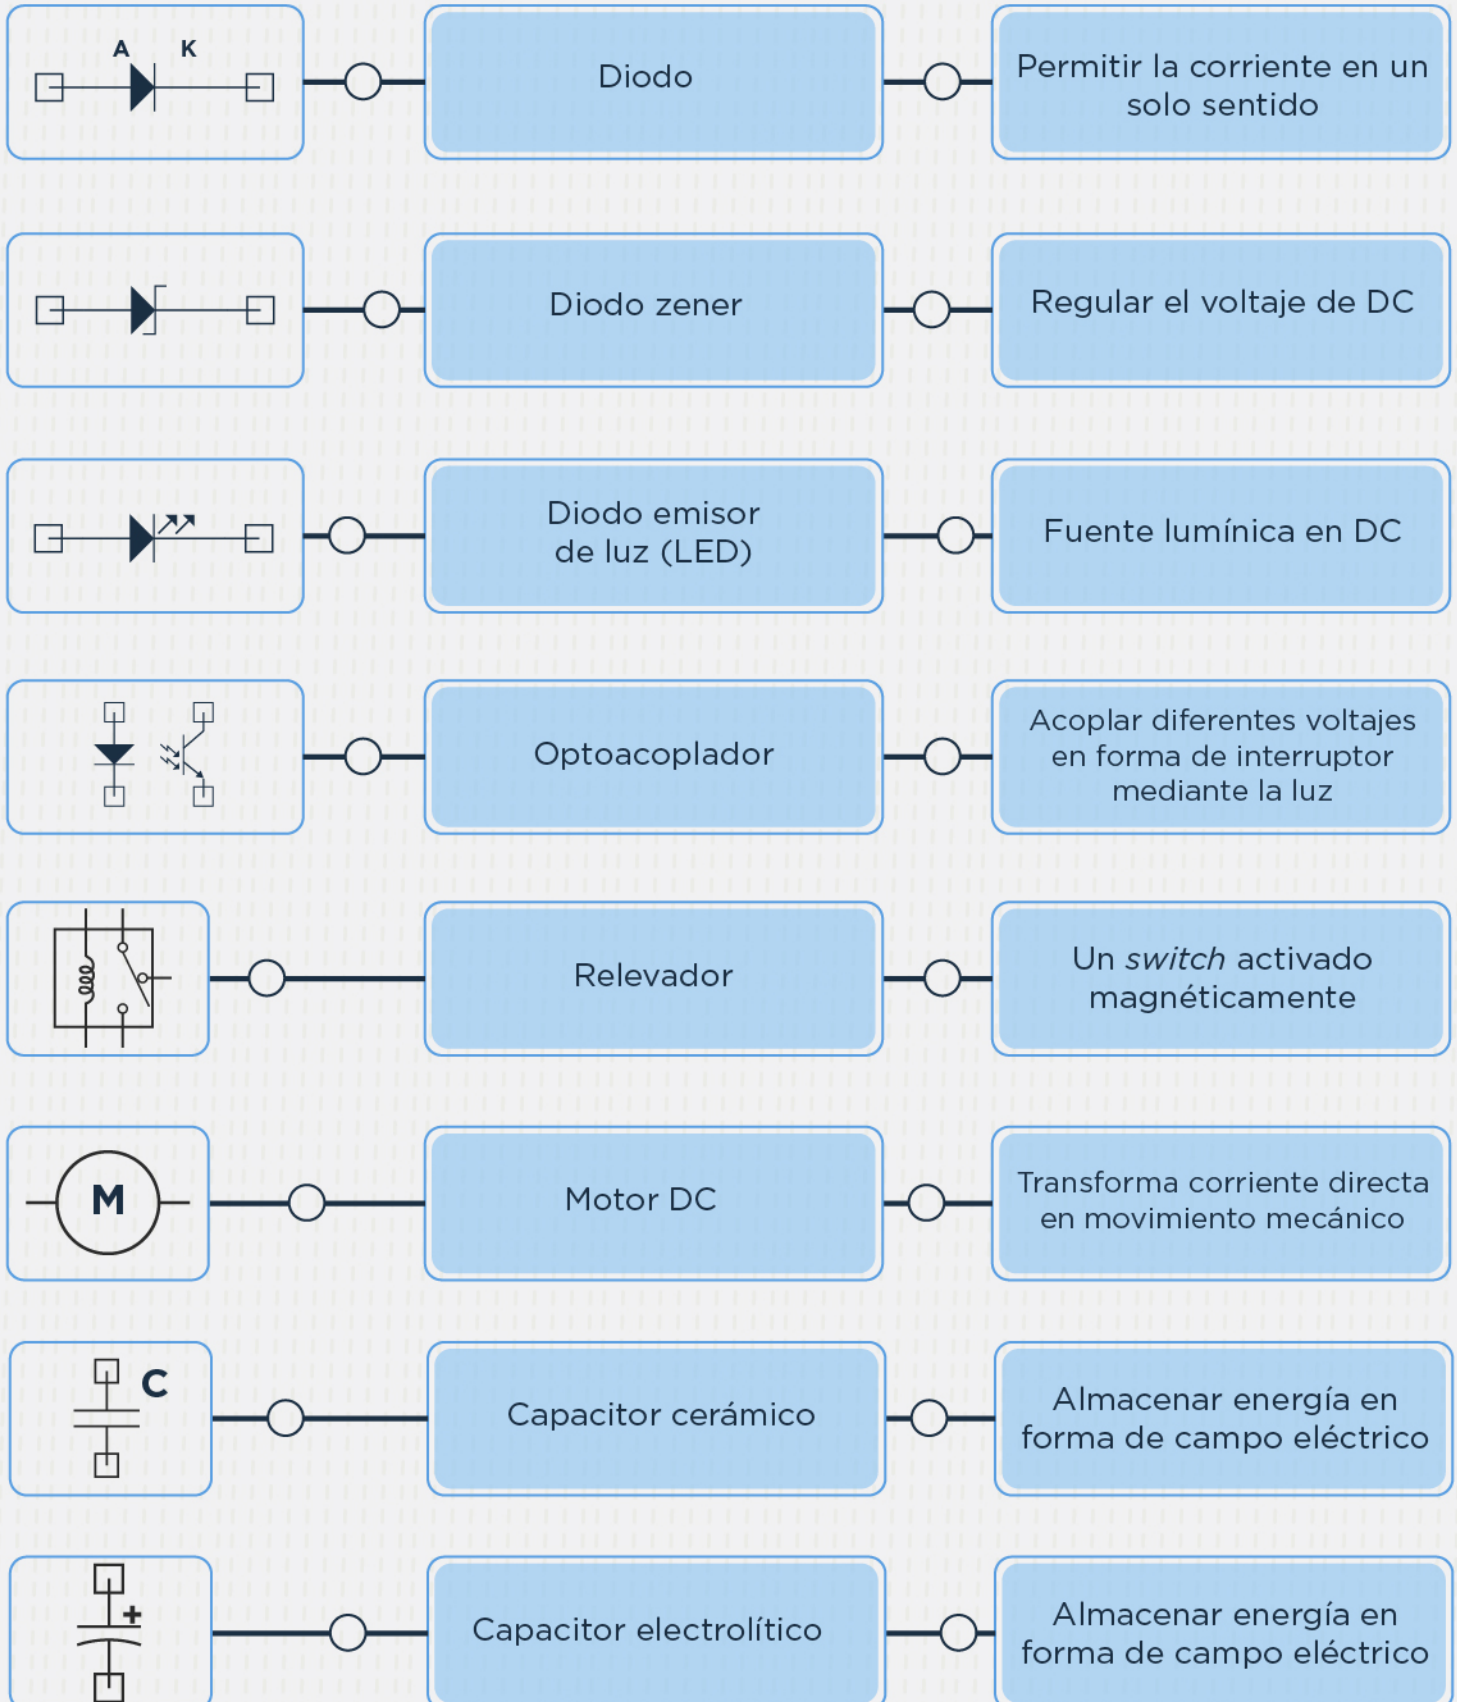 A K
Diodo
Permitir la corriente en un
solo sentido
Diodo zener
Regular el voltaje de DC
Diodo emisor
de luz (LED)
Fuente lumínica en DC
Optoacoplador
Acoplar diferentes voltajes
en forma de interruptor
mediante la luz
Relevador
Un switch activado
magnéticamente
M
Motor DC
Transforma corriente directa
en movimiento mecánico
C
Capacitor cerámico
Almacenar energía en
forma de campo eléctrico
+
Capacitor electrolítico
Almacenar energía en
forma de campo eléctrico